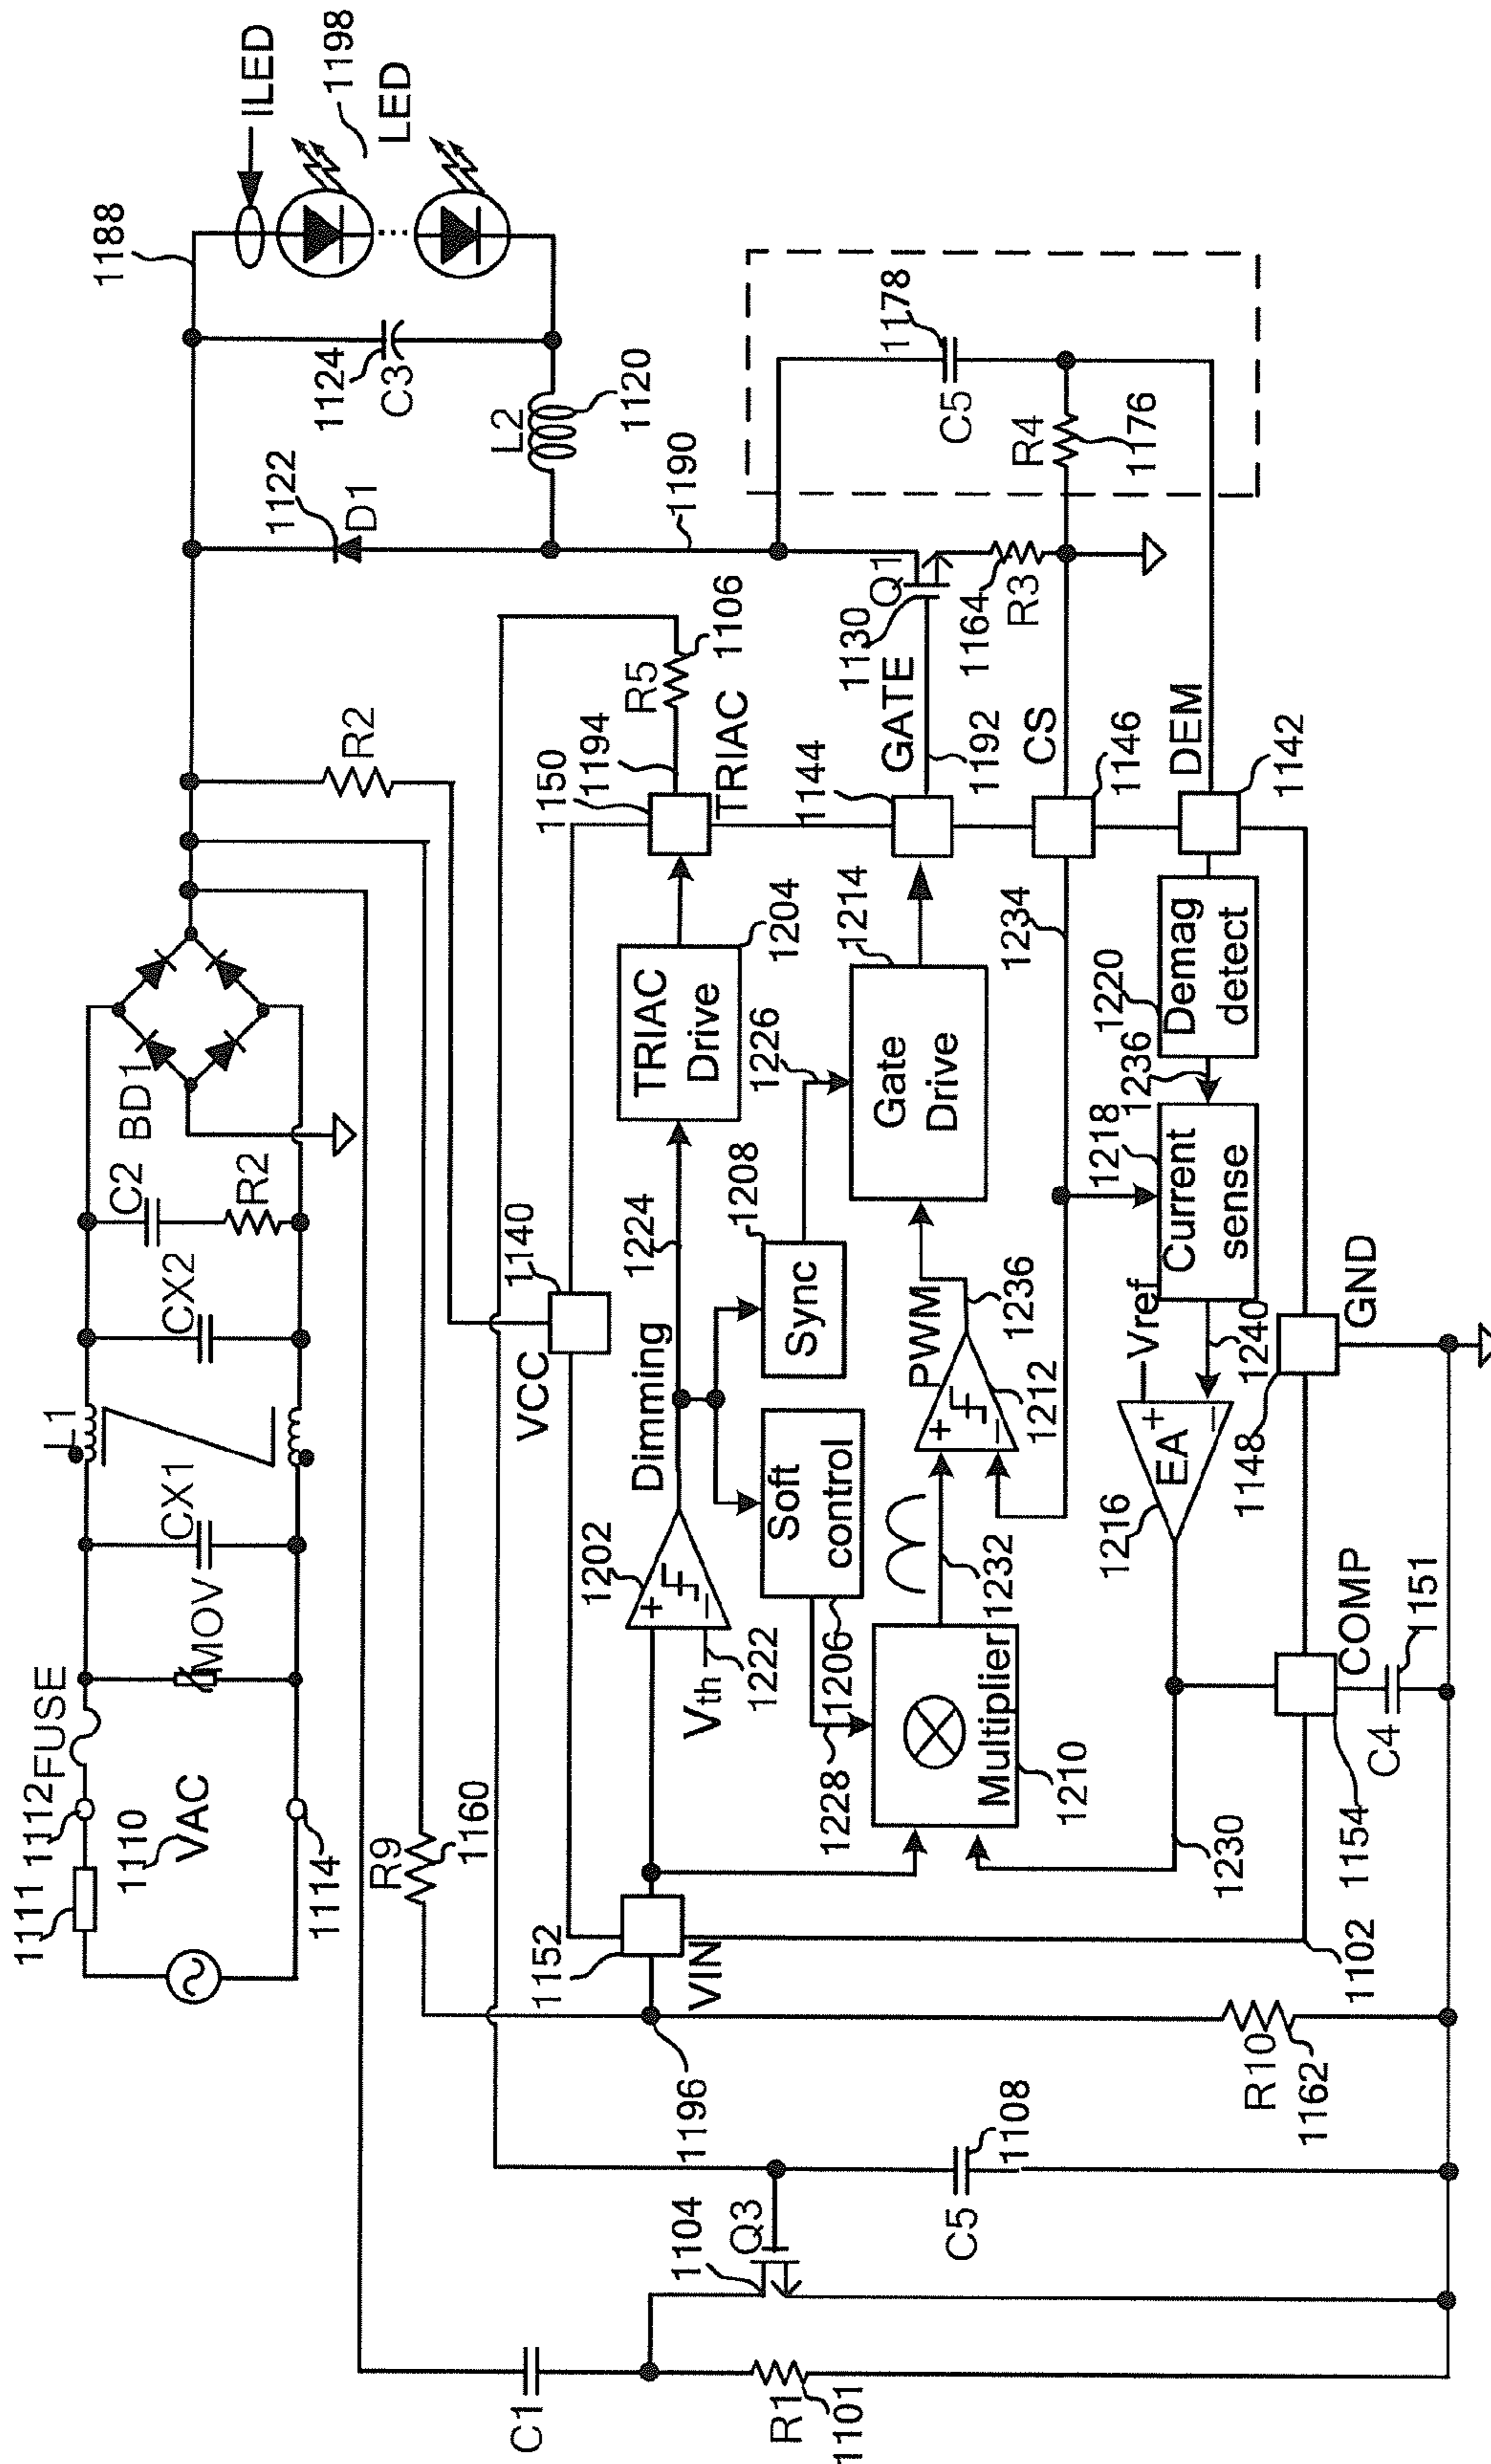 1111
1112
FUSE
1110
VAC
1114
MOV
CX1
L1
CX2
C2
R2
BD1
R2
1188
ILED
1198
LED
1122
D1
1124
C3
L2
1120
1190
R9
1160
VCC
1140
1150
1194
TRIAC
R5
1106
1152
VIN
1196
1202
Vth
1222
Dimming
1224
TRIAC
Drive
1204
Soft
control
1206
1228
Sync
1208
1226
Multiplier
1210
1232
PWM
1212
1236
Gate
Drive
1214
1144
GATE
1192
1130
Q1
1164
R3
CS
1146
1234
R4
1176
C5
1178
DEM
1142
Demag
detect
1220
1236
Current
sense
1218
1240
Vref
EA
1216
1230
1148
GND
COMP
1154
C4
1151
1102
R10
1162
1104
Q3
C5
1108
C1
R1
1101